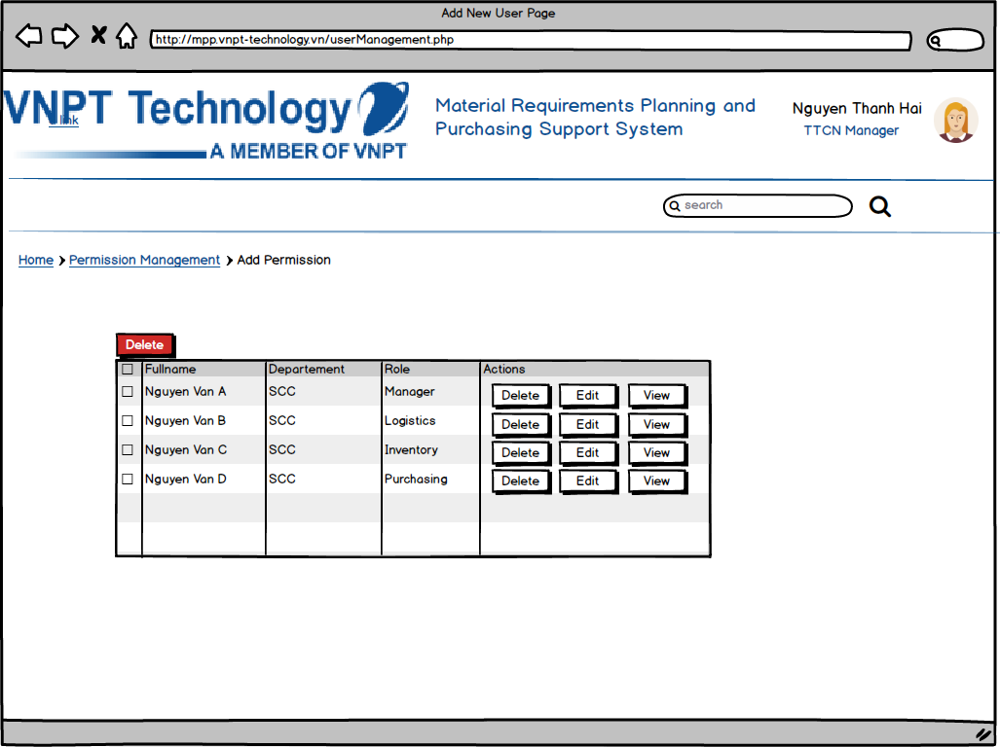 Add New User Page
http://mpp.vnpt-technology.vn/userManagement.php
VNPT Technology
link
A MEMBER OF VNPT
Material Requirements Planning and
Purchasing Support System
Nguyen Thanh Hai
TTCN Manager
search
Home Permission Management Add Permission
Delete
Fullname Departement Role Actions
Nguyen Van A SCC Manager Delete Edit View
Nguyen Van B SCC Logistics Delete Edit View
Nguyen Van C SCC Inventory Delete Edit View
Nguyen Van D SCC Purchasing Delete Edit View